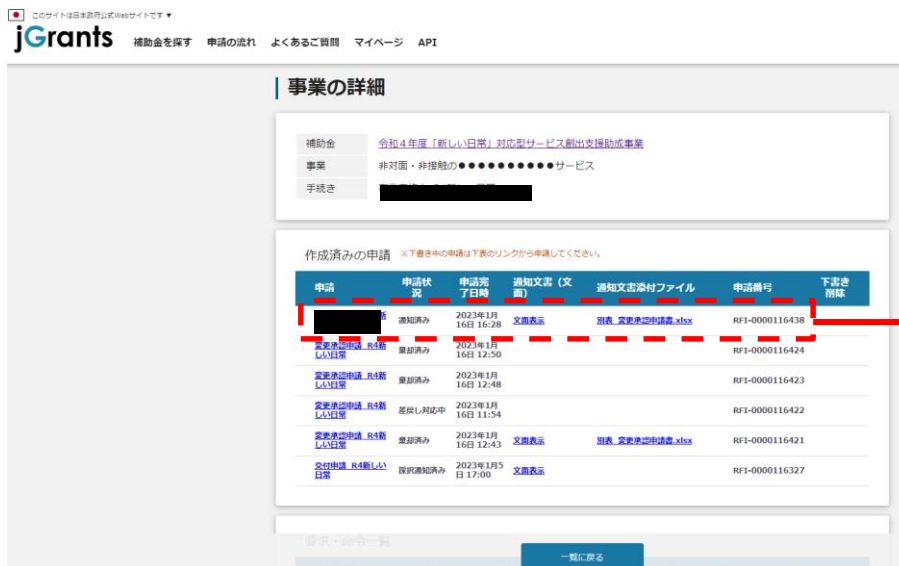 このサイトは日本政府公式Webサイトです ▼
jGrants 補助金を探す 申請の流れ よくあるご質問 マイページ API
事業の詳細
補助金 令和4年度「新しい日常」対応型サービス創出支援助成事業
事業 非対面・非接触の●●●●●●●●●●サービス
手続き
作成済みの申請 ※下書き中の申請は下表のリンクから申請してください。
申請 申請状況 申請完了日時 通知文書（文面） 通知文書添付ファイル 申請番号 下書き削除
新 通知済み 2023年1月16日 16:28 文面表示 別表_変更承認申請書.xlsx RFI-0000116438
変更承認申請_R4新しい日常 棄却済み 2023年1月16日 12:50 RFI-0000116424
変更承認申請_R4新しい日常 棄却済み 2023年1月16日 12:48 RFI-0000116423
変更承認申請_R4新しい日常 差戻し対応中 2023年1月16日 11:54 RFI-0000116422
変更承認申請_R4新しい日常 棄却済み 2023年1月16日 12:43 文面表示 別表_変更承認申請書.xlsx RFI-0000116421
交付申請_R4新しい日常 採択通知済み 2023年1月5日 17:00 文面表示 RFI-0000116327
要求・命令一覧
一覧に戻る